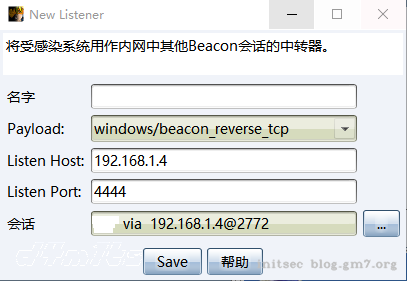 New Listener
将受感染系统用作内网中其他Beacon会话的中转器。
名字
Payload: windows/beacon_reverse_tcp
Listen Host: 192.168.1.4
Listen Port: 4444
会话 via 192.168.1.4@2772 ...
Save 帮助
d4m1ts
nitsec blog.gm7.org